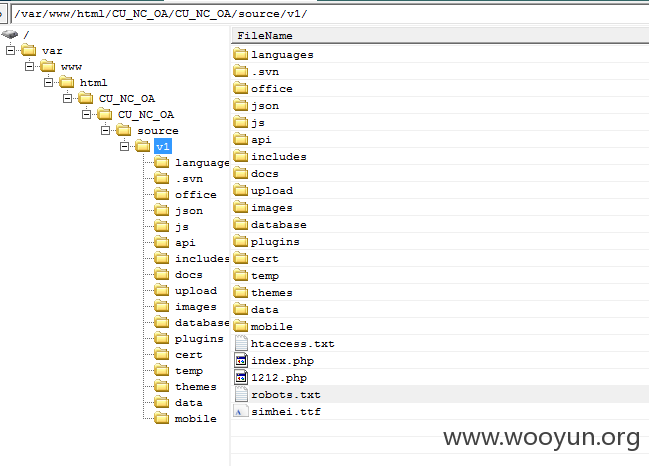 /var/www/html/CU_NC_OA/CU_NC_OA/source/v1/
/
var
www
html
CU_NC_OA
CU_NC_OA
source
v1
language
.svn
office
json
js
api
includes
docs
upload
images
database
plugins
cert
temp
themes
data
mobile
FileName
languages
.svn
office
json
js
api
includes
docs
upload
images
database
plugins
cert
temp
themes
data
mobile
htaccess.txt
index.php
1212.php
robots.txt
simhei.ttf
www.wooyun.org